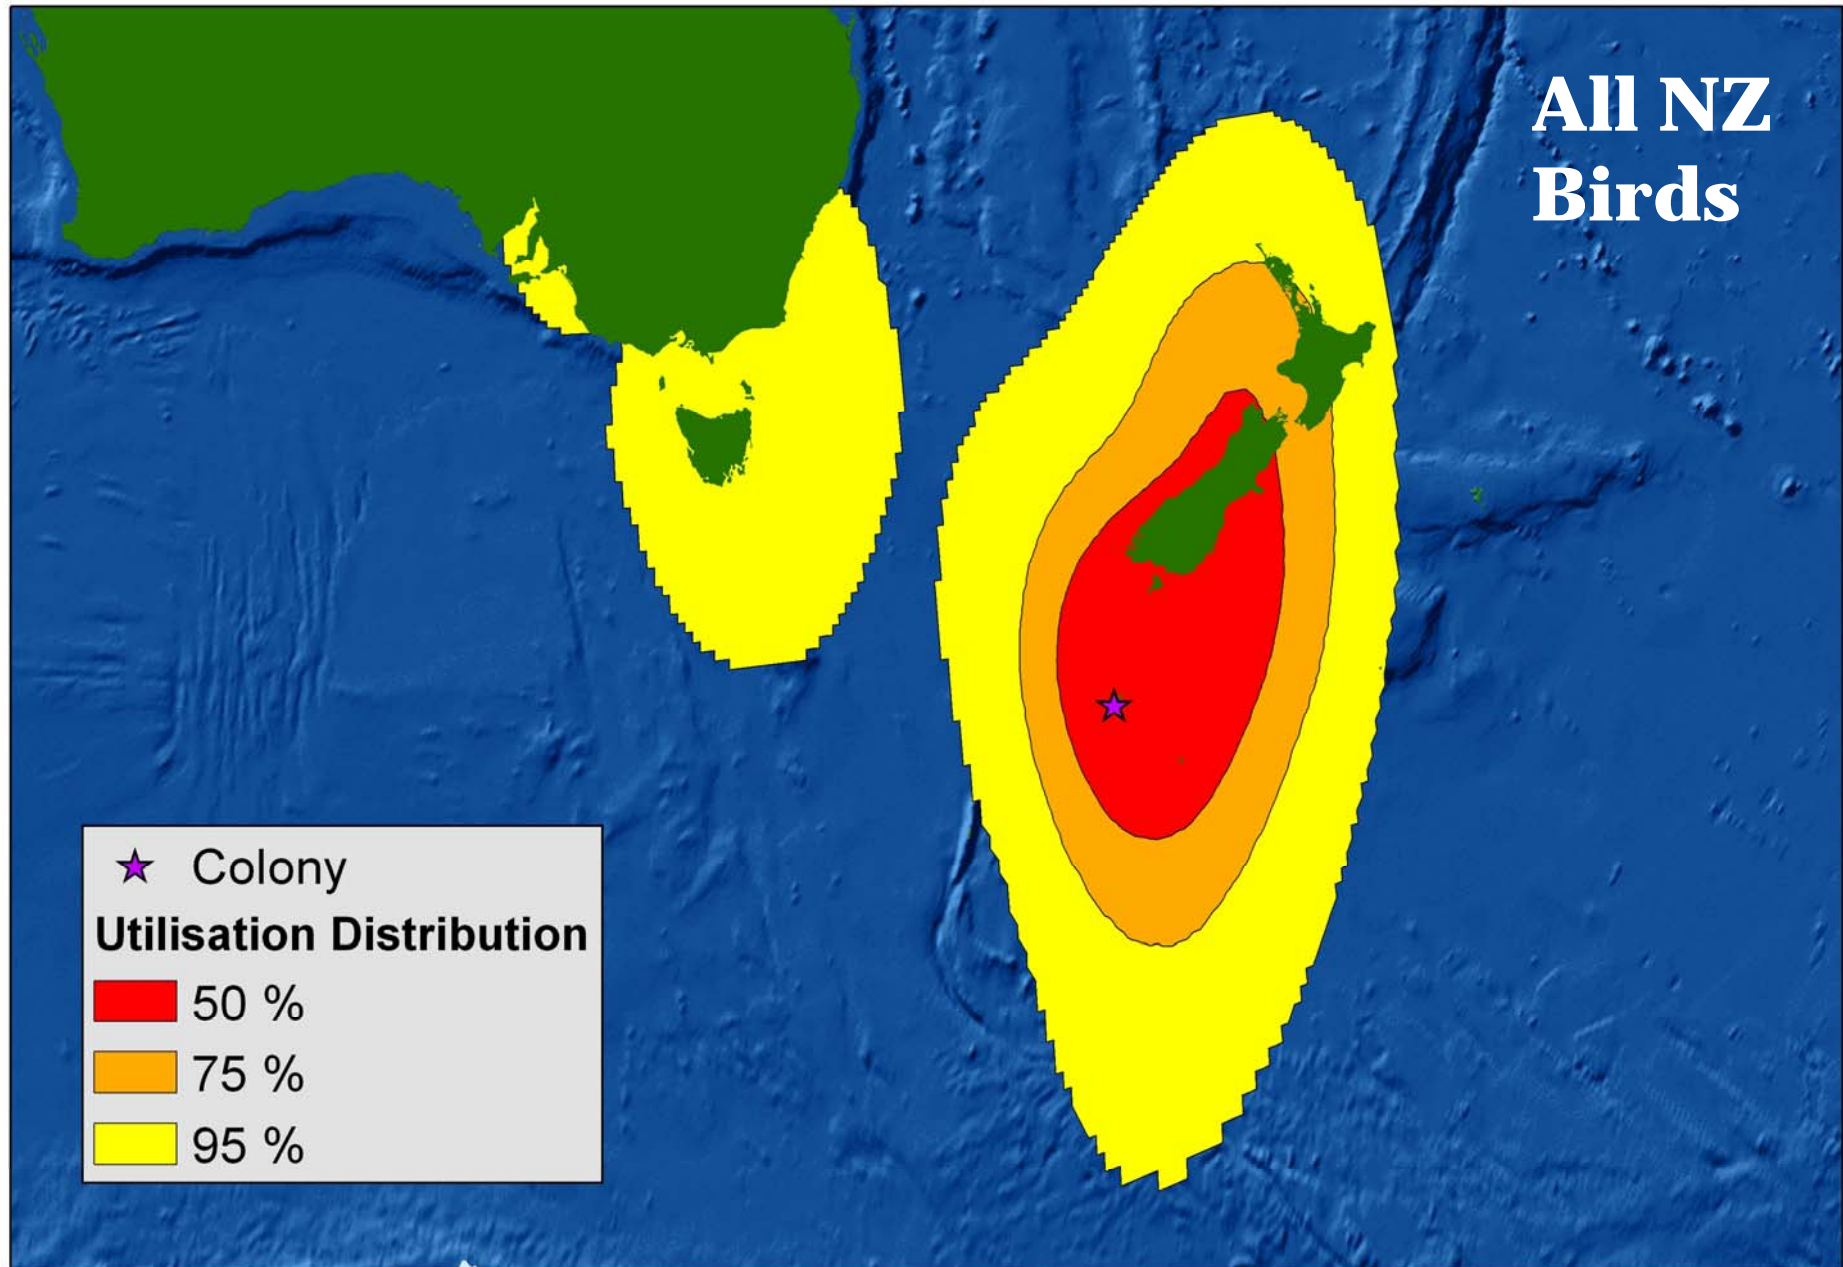 All NZ
Birds
Colony
Utilisation Distribution
50 %
75 %
95 %